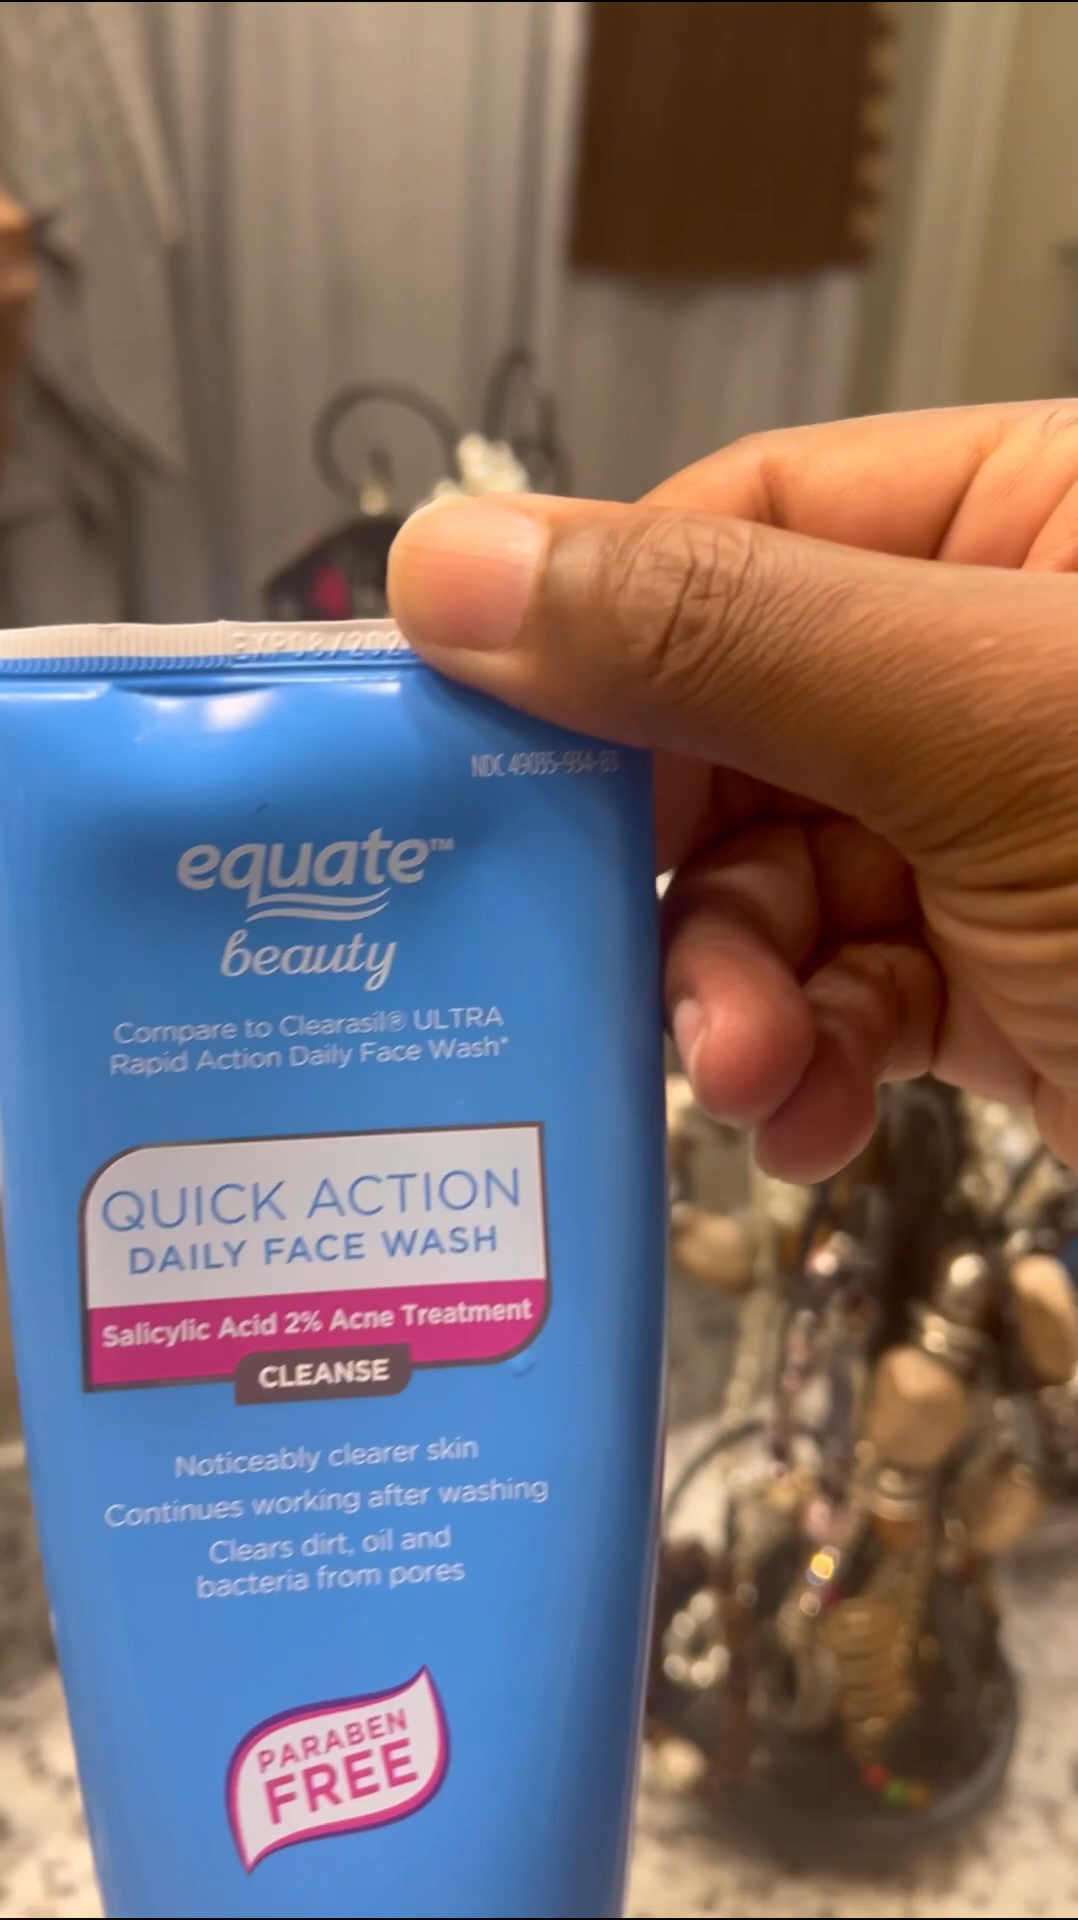 NDC 49035-934-83
equate™
beauty
Compare to Clearasil® ULTRA
Rapid Action Daily Face Wash*
QUICK ACTION
DAILY FACE WASH
Salicylic Acid 2% Acne Treatment
CLEANSE
Noticeably clearer skin
Continues working after washing
Clears dirt, oil and
bacteria from pores
PARABEN
FREE